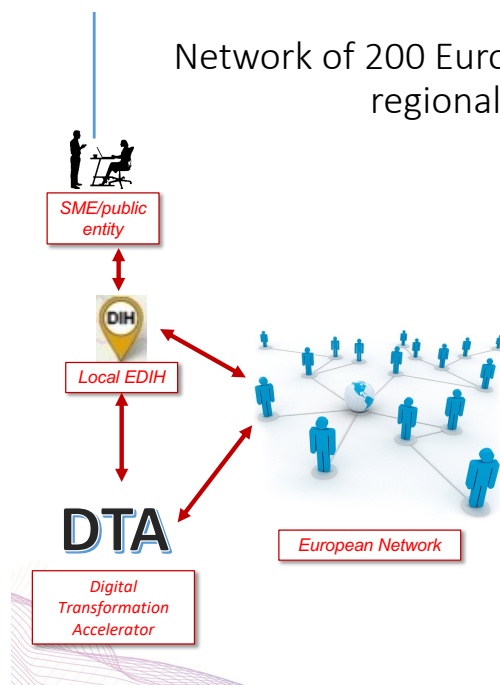 Network of 200 Euro
regional
SME/public
entity
DIH
Local EDIH
DTA
European Network
Digital
Transformation
Accelerator